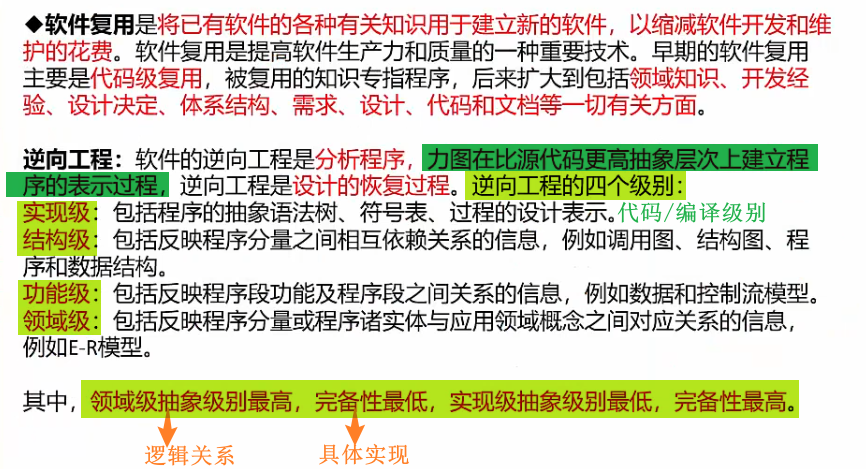 ◆软件复用是将已有软件的各种有关知识用于建立新的软件，以缩减软件开发和维
护的花费。软件复用是提高软件生产力和质量的一种重要技术。早期的软件复用
主要是代码级复用，被复用的知识专指程序，后来扩大到包括领域知识、开发经
验、设计决定、体系结构、需求、设计、代码和文档等一切有关方面。
逆向工程：软件的逆向工程是分析程序，力图在比源代码更高抽象层次上建立程
序的表示过程，逆向工程是设计的恢复过程。逆向工程的四个级别：
实现级：包括程序的抽象语法树、符号表、过程的设计表示。代码/编译级别
结构级：包括反映程序分量之间相互依赖关系的信息，例如调用图、结构图、程
序和数据结构。
功能级：包括反映程序段功能及程序段之间关系的信息，例如数据和控制流模型。
领域级：包括反映程序分量或程序诸实体与应用领域概念之间对应关系的信息，
例如E-R模型。
其中，领域级抽象级别最高，完备性最低，实现级抽象级别最低，完备性最高。
逻辑关系 具体实现